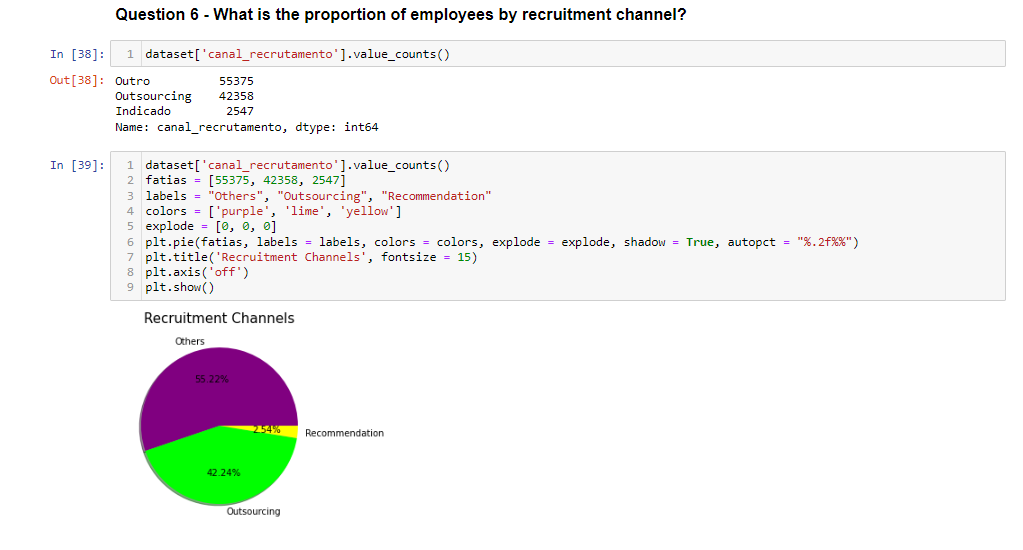 Question 6 - What is the proportion of employees by recruitment channel?
In [38]: 1 dataset['canal_recrutamento'].value_counts()
Out[38]: Outro 55375
Outsourcing 42358
Indicado 2547
Name: canal_recrutamento, dtype: int64
In [39]: 1 dataset['canal_recrutamento'].value_counts()
2 fatias = [55375, 42358, 2547]
3 labels = "Others", "Outsourcing", "Recommendation"
4 colors = ['purple', 'lime', 'yellow']
5 explode = [0, 0, 0]
6 plt.pie(fatias, labels = labels, colors = colors, explode = explode, shadow = True, autopct = "%.2f%%")
7 plt.title('Recruitment Channels', fontsize = 15)
8 plt.axis('off')
9 plt.show()
Recruitment Channels
Others
55.22%
2.54%
Recommendation
42.24%
Outsourcing